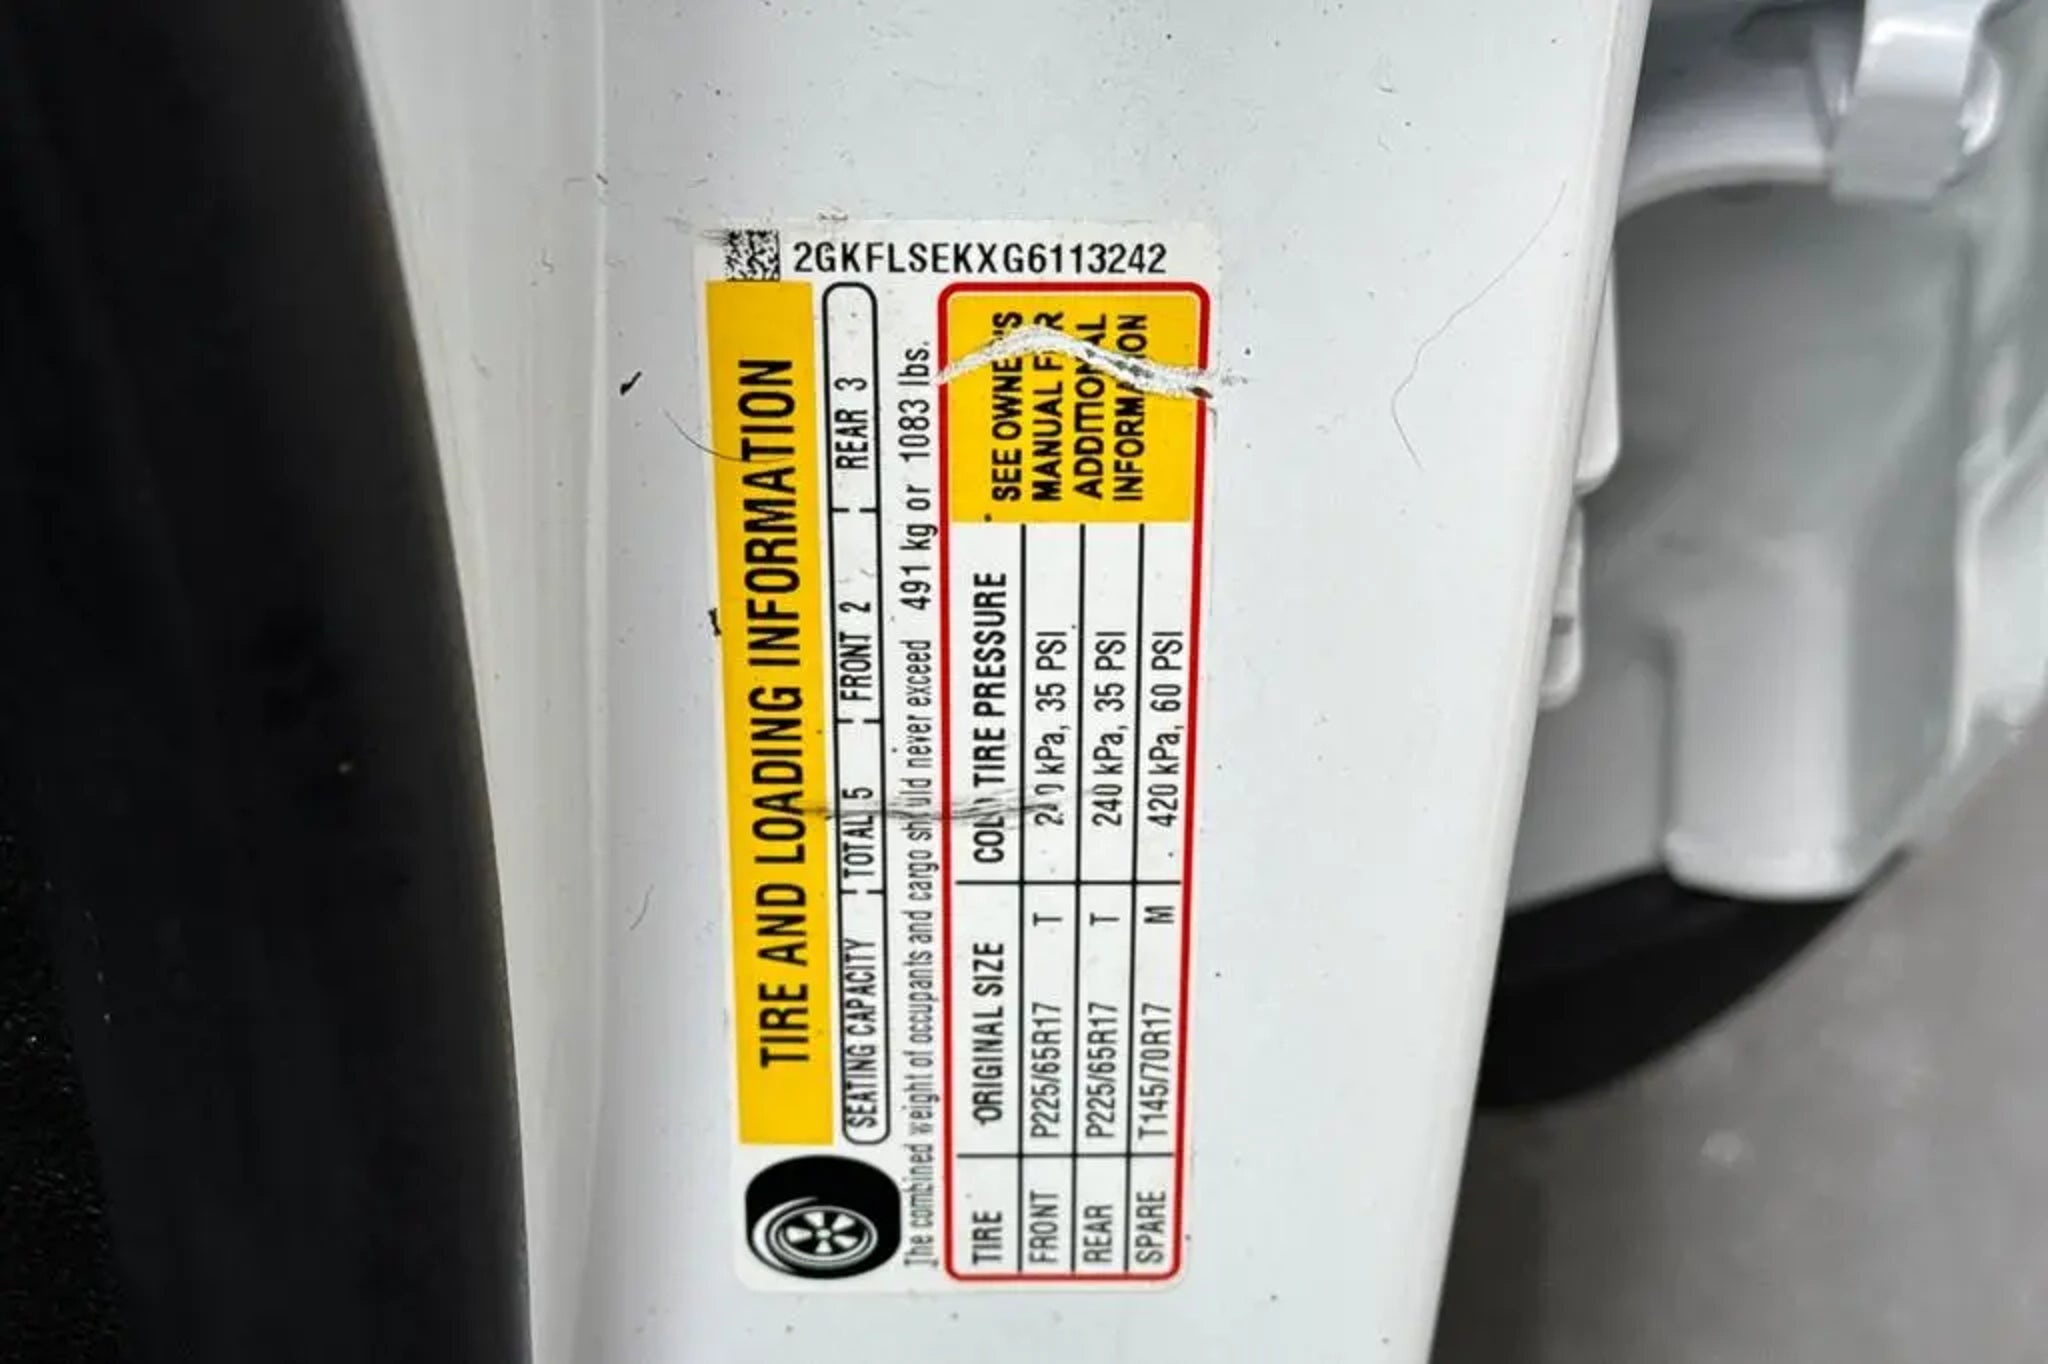 2GKFLSEKXG6113242
TIRE AND LOADING INFORMATION
SEATING CAPACITY TOTAL 5 FRONT 2 REAR 3
The combined weight of occupants and cargo should never exceed 491 kg or 1083 lbs.
TIRE ORIGINAL SIZE COLD TIRE PRESSURE
FRONT P225/65R17 T 240 kPa, 35 PSI
REAR P225/65R17 T 240 kPa, 35 PSI
SPARE T145/70R17 M 420 kPa, 60 PSI
SEE OWNER'S
MANUAL FOR
ADDITIONAL
INFORMATION